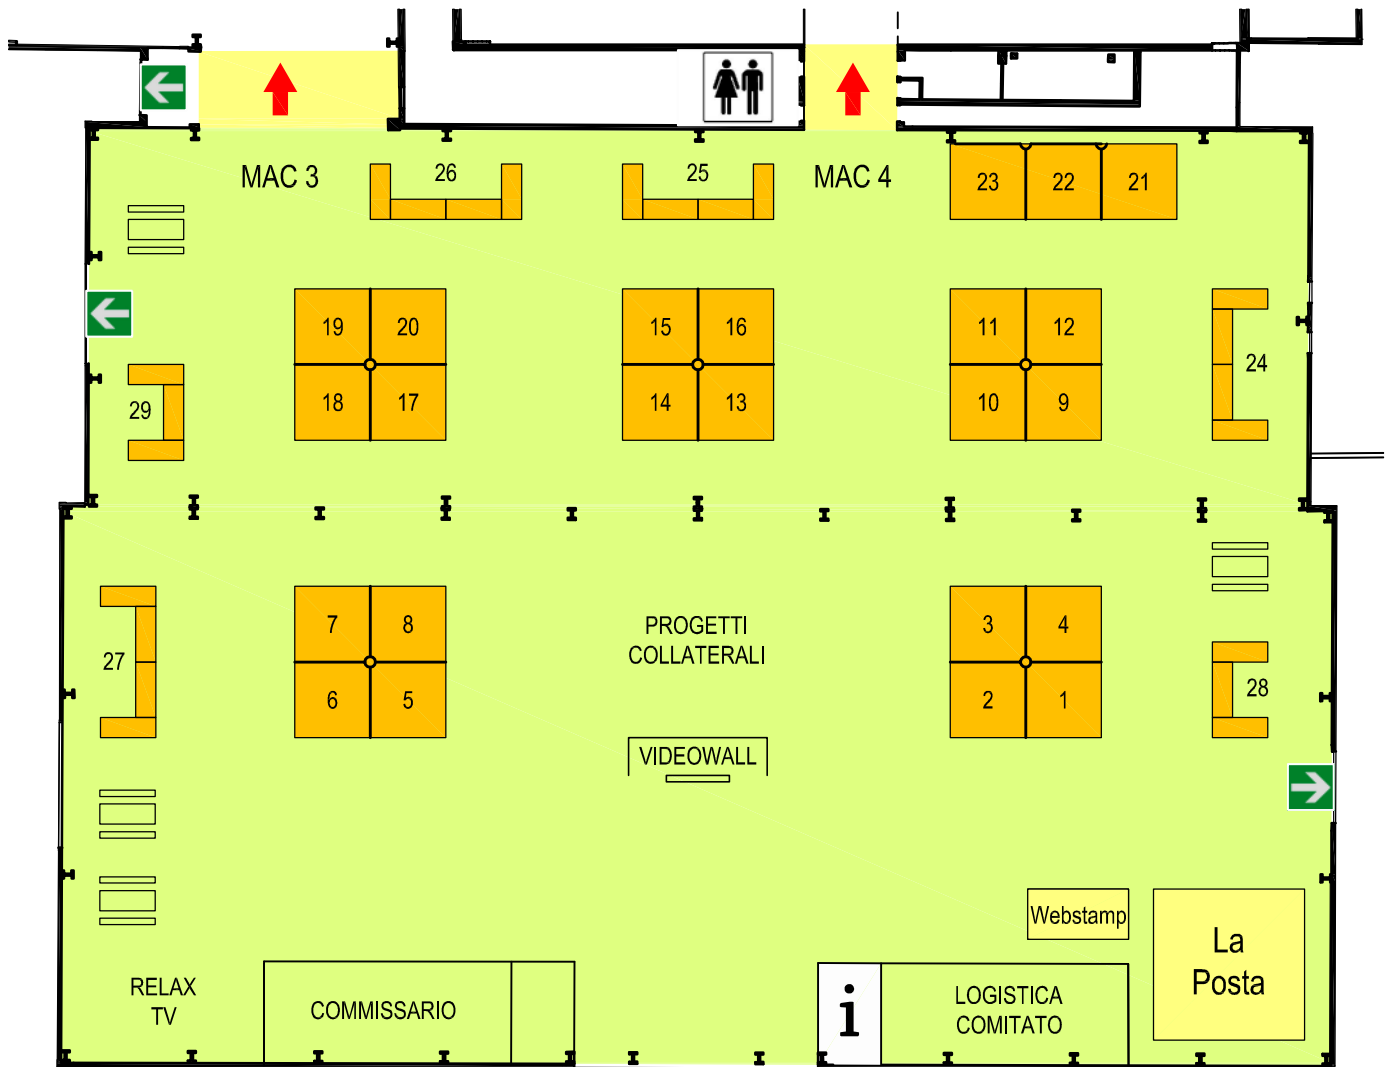 MAC 3
26
25
MAC 4
23
22
21
19
20
15
16
11
12
24
29
18
17
14
13
10
9
7
8
PROGETTI
COLLATERALI
3
4
27
6
5
2
1
28
VIDEOWALL
Webstamp
La
Posta
RELAX
TV
COMMISSARIO
i
LOGISTICA
COMITATO